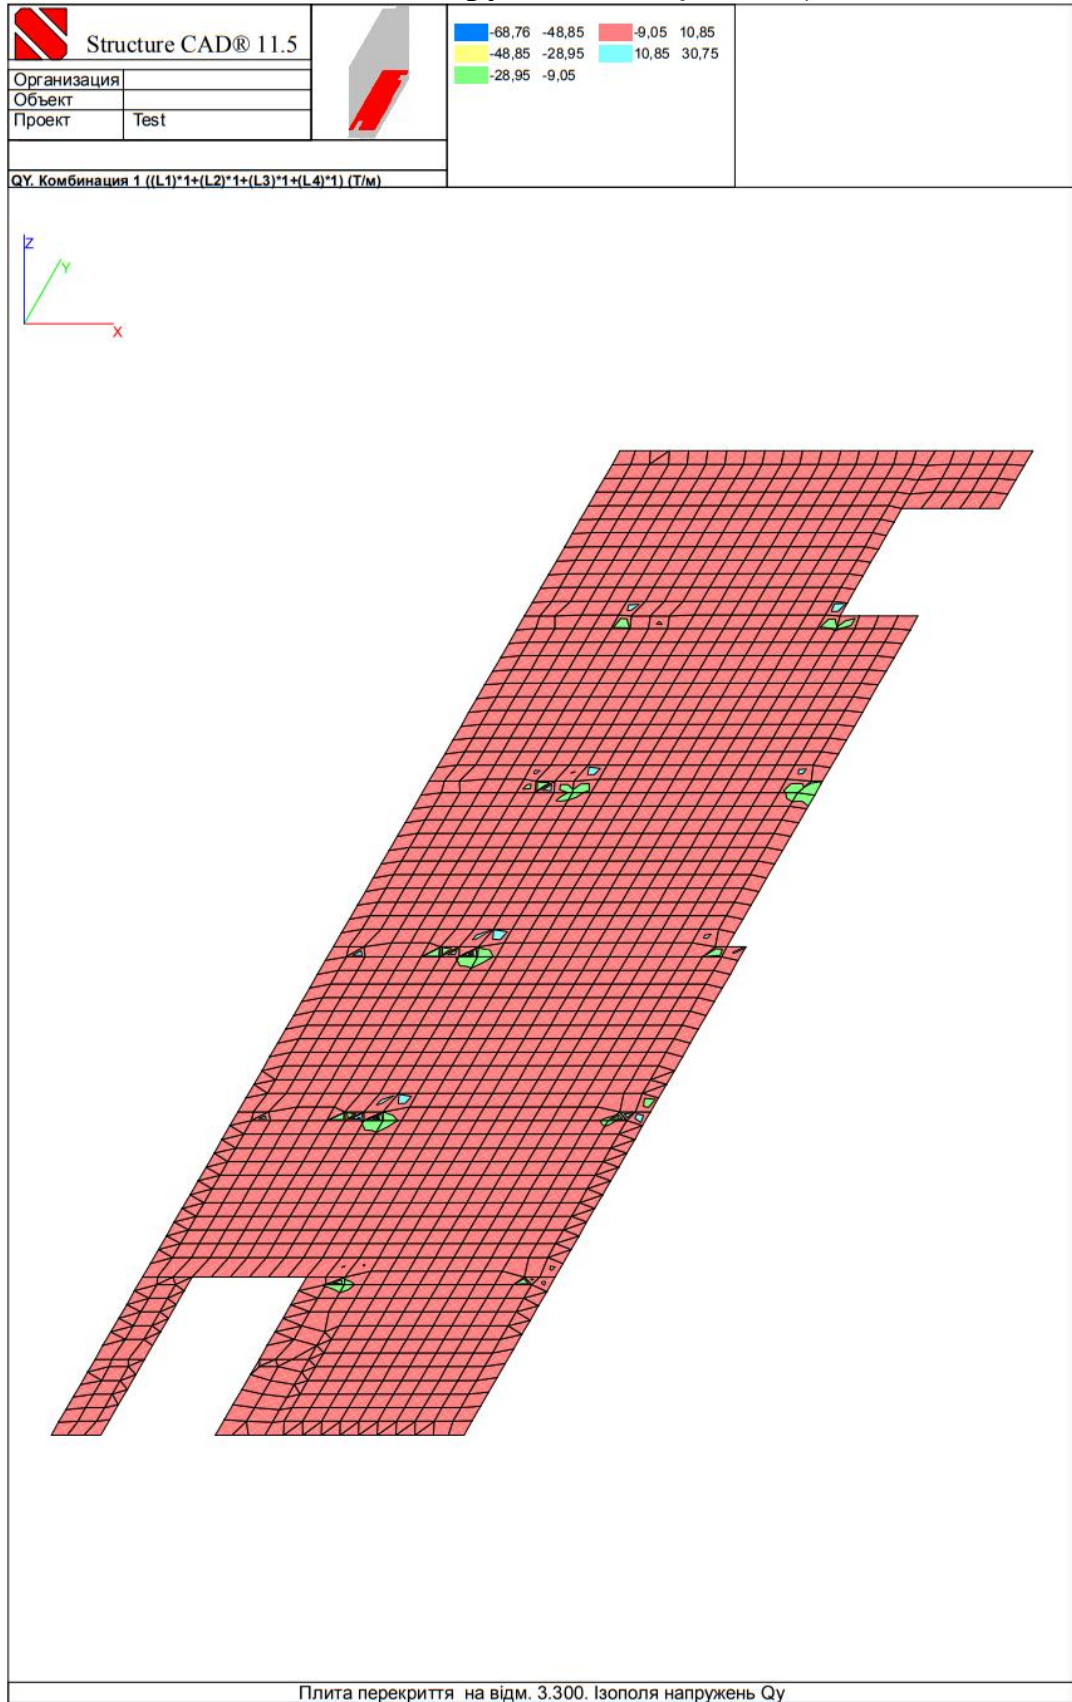 Structure CAD® 11.5
Организация
Объект
Проект Test
QY. Комбинация 1 ((L1)*1+(L2)*1+(L3)*1+(L4)*1) (Т/м)
-68,76 -48,85 -9,05 10,85
-48,85 -28,95 10,85 30,75
-28,95 -9,05
Z
Y
X
Плита перекриття на відм. 3.300. Ізополя напружень Qy